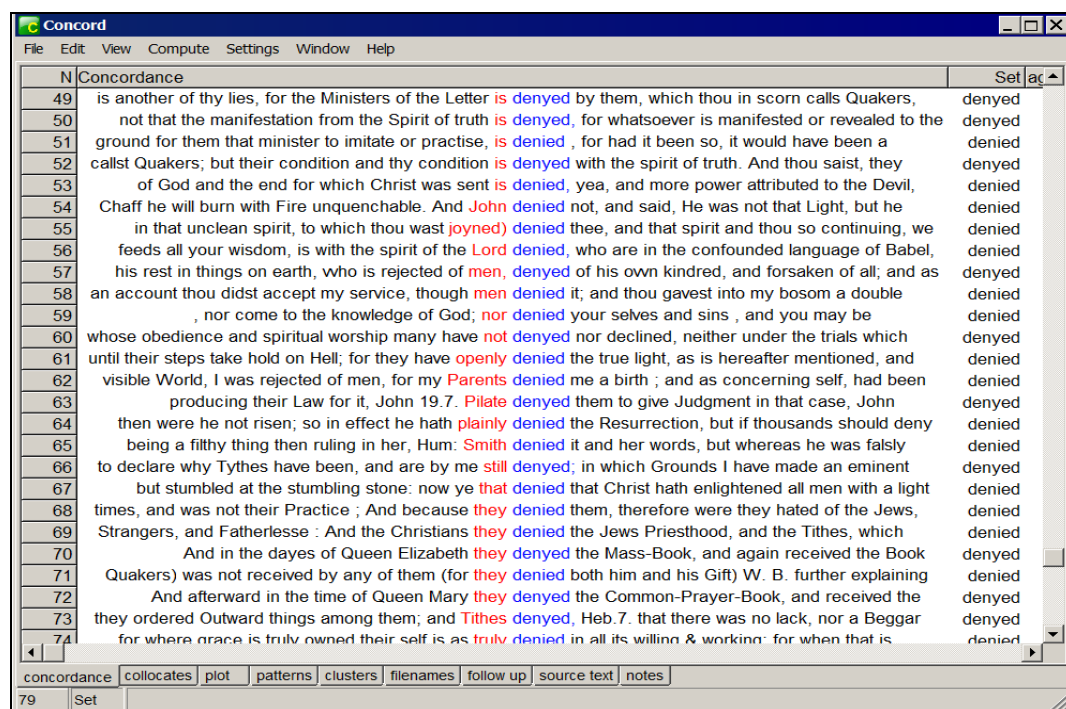 Concord
File Edit View Compute Settings Window Help
N Concordance Set
49 is another of thy lies, for the Ministers of the Letter is denyed by them, which thou in scorn calls Quakers, denyed
50 not that the manifestation from the Spirit of truth is denyed, for whatsoever is manifested or revealed to the denyed
51 ground for them that minister to imitate or practise, is denied , for had it been so, it would have been a denied
52 callst Quakers; but their condition and thy condition is denyed with the spirit of truth. And thou saist, they denyed
53 of God and the end for which Christ was sent is denied, yea, and more power attributed to the Devil, denied
54 Chaff he will burn with Fire unquenchable. And John denied not, and said, He was not that Light, but he denied
55 in that unclean spirit, to which thou wast joyned) denied thee, and that spirit and thou so continuing, we denied
56 feeds all your wisdom, is with the spirit of the Lord denied, who are in the confounded language of Babel, denied
57 his rest in things on earth, vvho is rejected of men, denyed of his ovvn kindred, and forsaken of all; and as denyed
58 an account thou didst accept my service, though men denied it; and thou gavest into my bosom a double denied
59 , nor come to the knowledge of God; nor denied your selves and sins , and you may be denied
60 whose obedience and spiritual worship many have not denyed nor declined, neither under the trials which denyed
61 until their steps take hold on Hell; for they have openly denied the true light, as is hereafter mentioned, and denied
62 visible World, I was rejected of men, for my Parents denied me a birth ; and as concerning self, had been denied
63 producing their Law for it, John 19.7. Pilate denyed them to give Judgment in that case, John denyed
64 then were he not risen; so in effect he hath plainly denied the Resurrection, but if thousands should deny denied
65 being a filthy thing then ruling in her, Hum: Smith denied it and her words, but whereas he was falsly denied
66 to declare why Tythes have been, and are by me still denyed; in which Grounds I have made an eminent denyed
67 but stumbled at the stumbling stone: now ye that denied that Christ hath enlightened all men with a light denied
68 times, and was not their Practice ; And because they denied them, therefore were they hated of the Jews, denied
69 Strangers, and Fatherlesse : And the Christians they denied the Jews Priesthood, and the Tithes, which denied
70 And in the dayes of Queen Elizabeth they denyed the Mass-Book, and again received the Book denyed
71 Quakers) was not received by any of them (for they denied both him and his Gift) W. B. further explaining denied
72 And afterward in the time of Queen Mary they denyed the Common-Prayer-Book, and received the denyed
73 they ordered Outward things among them; and Tithes denyed, Heb.7. that there was no lack, nor a Beggar denyed
74 for where grace is truly owned their self is as truly denied in all its willing & working; for when that is denied
concordance collocates plot patterns clusters filenames follow up source text notes
79 Set